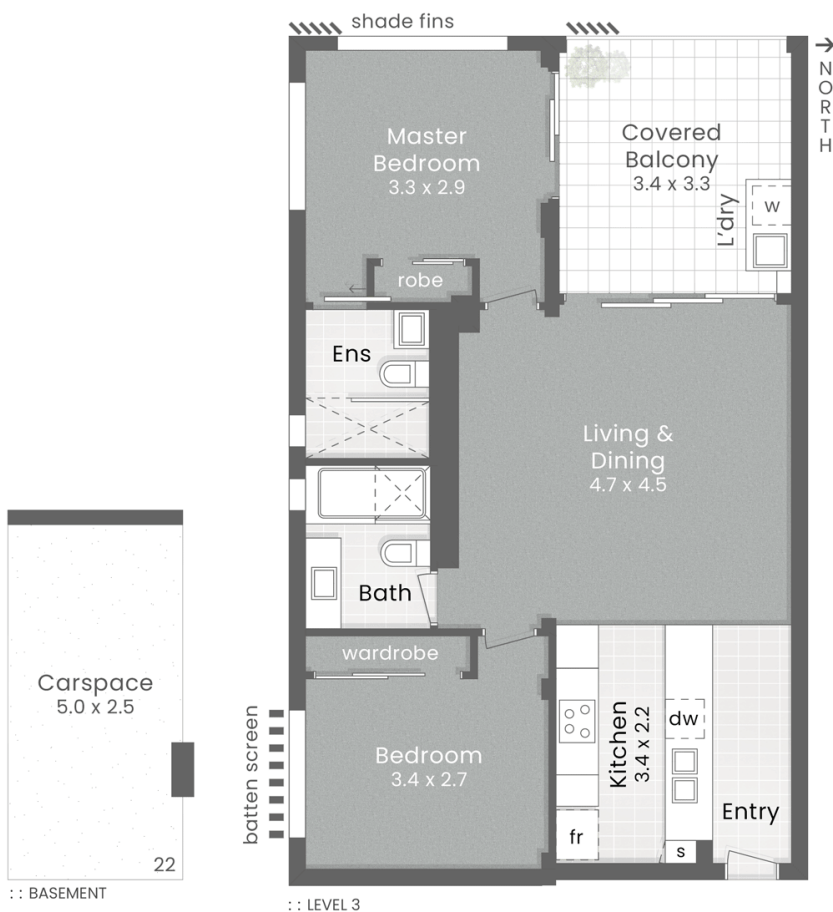 shade fins
NORTH
Master
Bedroom
3.3 x 2.9
Covered
Balcony
3.4 x 3.3
L'dry
w
robe
Ens
Living &
Dining
4.7 x 4.5
Bath
wardrobe
Carspace
5.0 x 2.5
22
:: BASEMENT
batten screen
Bedroom
3.4 x 2.7
Kitchen
3.4 x 2.2
dw
fr
s
Entry
:: LEVEL 3